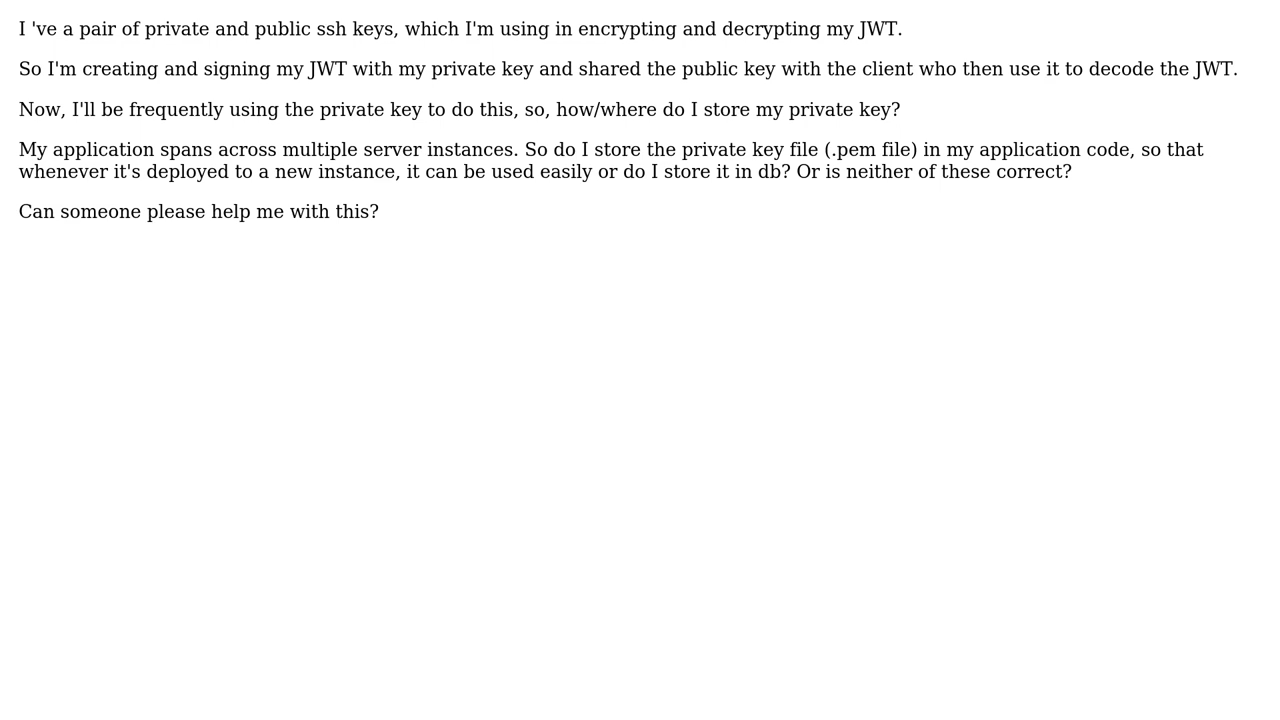 I 've a pair of private and public ssh keys, which I'm using in encrypting and decrypting my JWT.
So I'm creating and signing my JWT with my private key and shared the public key with the client who then use it to decode the JWT.
Now, I'll be frequently using the private key to do this, so, how/where do I store my private key?
My application spans across multiple server instances. So do I store the private key file (.pem file) in my application code, so that
whenever it's deployed to a new instance, it can be used easily or do I store it in db? Or is neither of these correct?
Can someone please help me with this?